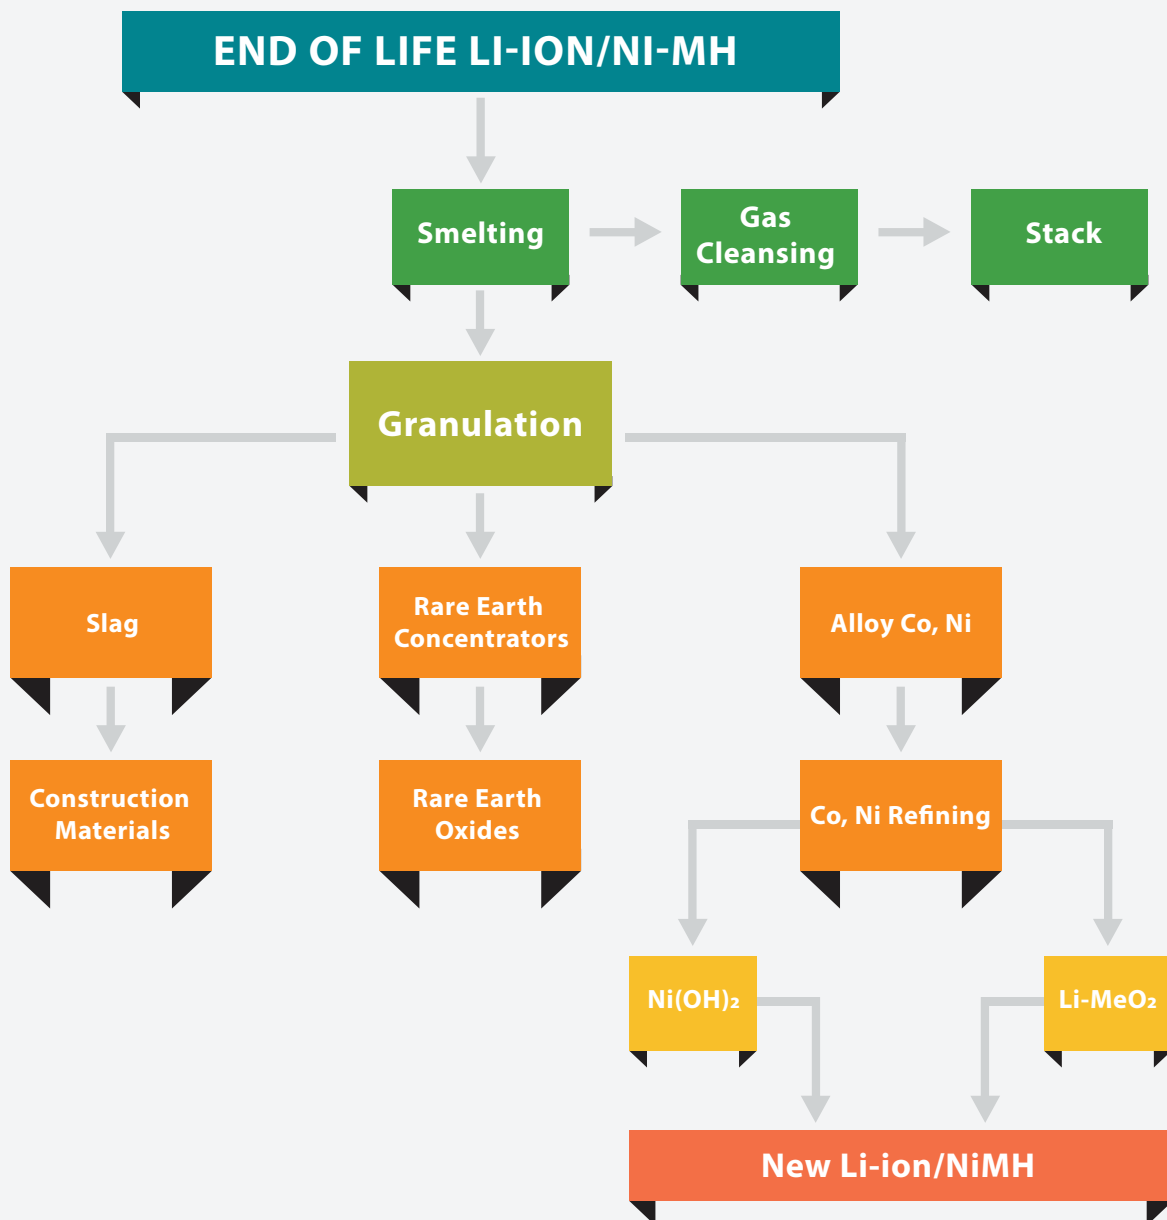 END OF LIFE LI-ION/NI-MH
Smelting
Gas
Cleansing
Stack
Granulation
Slag
Rare Earth
Concentrators
Alloy Co, Ni
Construction
Materials
Rare Earth
Oxides
Co, Ni Refining
Ni(OH)₂
Li-MeO₂
New Li-ion/NiMH